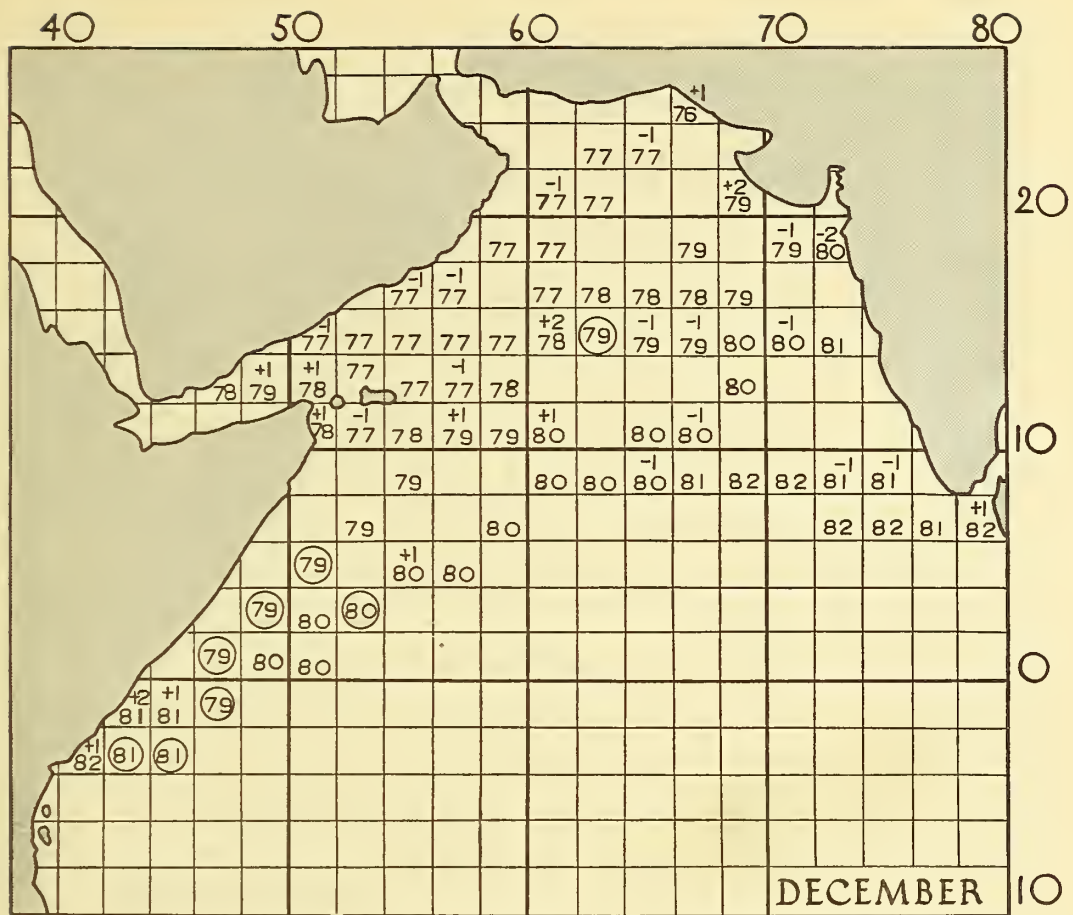 40 50 60 70 80
+1
76
-1
77 77
-1 +2
77 77 79
20
-1 -2
77 77 79 79 80
-1 -1
77 77 77 78 78 78 79
-1 +2 -1 -1 -1
77 77 77 77 77 78 79 79 79 80 80 81
+1 +1 77 -1
78 79 78 77 77 78 80
+1 -1 +1 +1 -1
78 77 78 79 79 80 80 80
10
-1 -1 -1
79 80 80 80 81 82 82 81 81
+1
79 80 82 82 81 82
+1
79 80 80
79 80 80
79 80 80
0
+2 +1
81 81 79
+1
82 81 81
DECEMBER 10